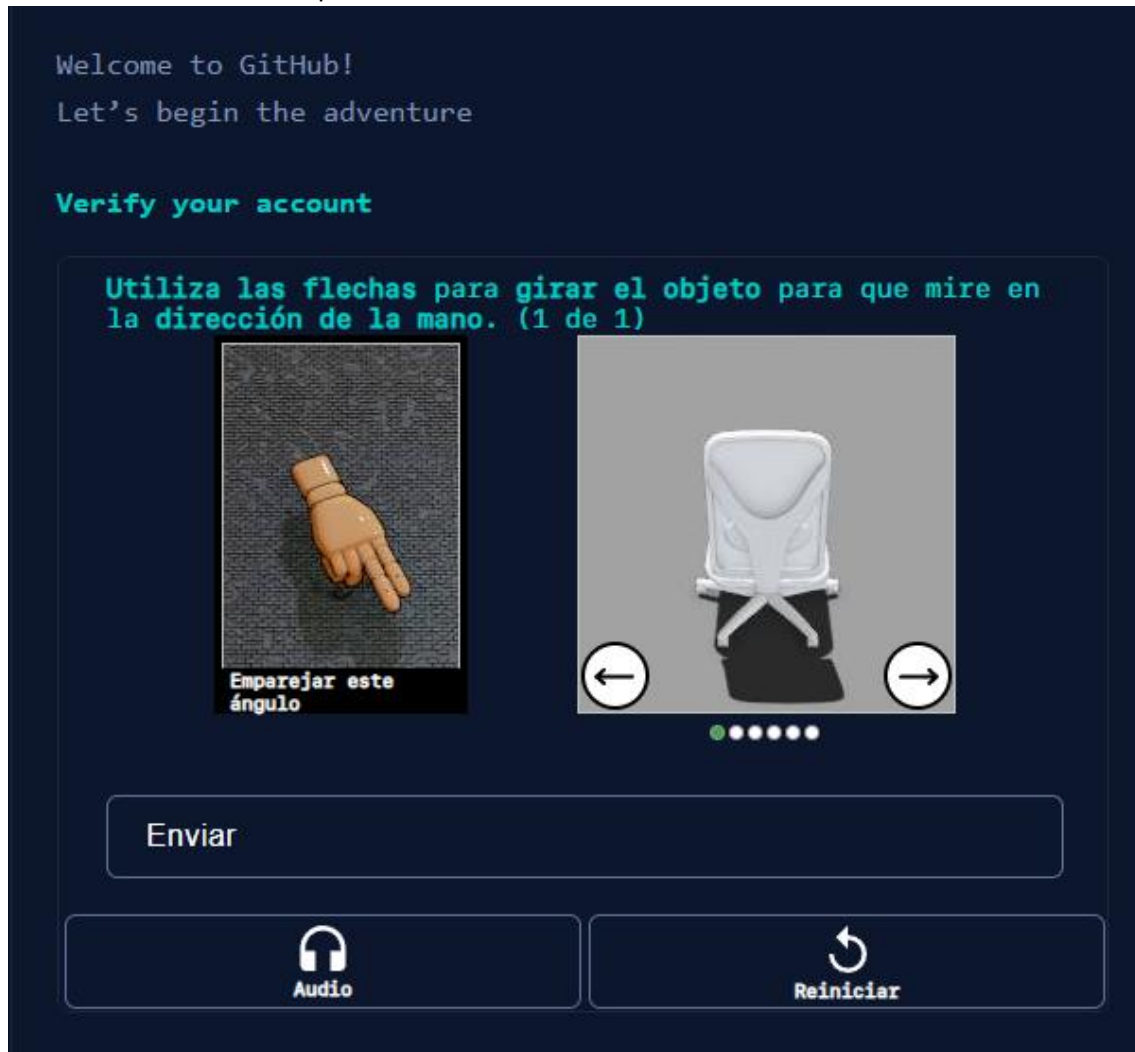 Welcome to GitHub!
Let’s begin the adventure
Verify your account
Utiliza las flechas para girar el objeto para que mire en
la dirección de la mano. (1 de 1)
Emparejar este
ángulo
Enviar
Audio
Reiniciar